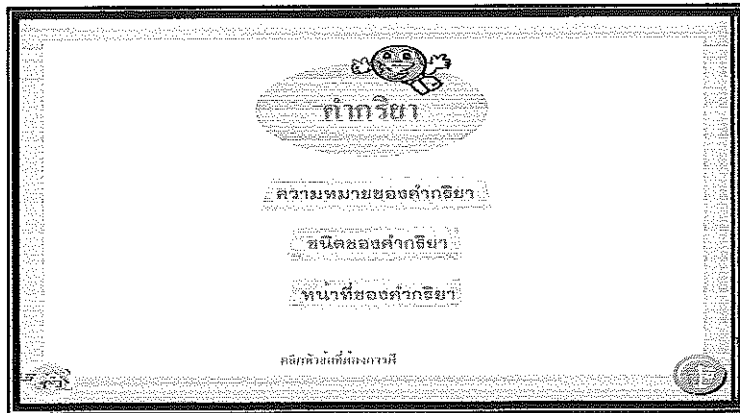 คำกริยา
ความหมายของคำกริยา
ชนิดของคำกริยา
หน้าที่ของคำกริยา
คลิกหัวข้อที่ต้องการสิ